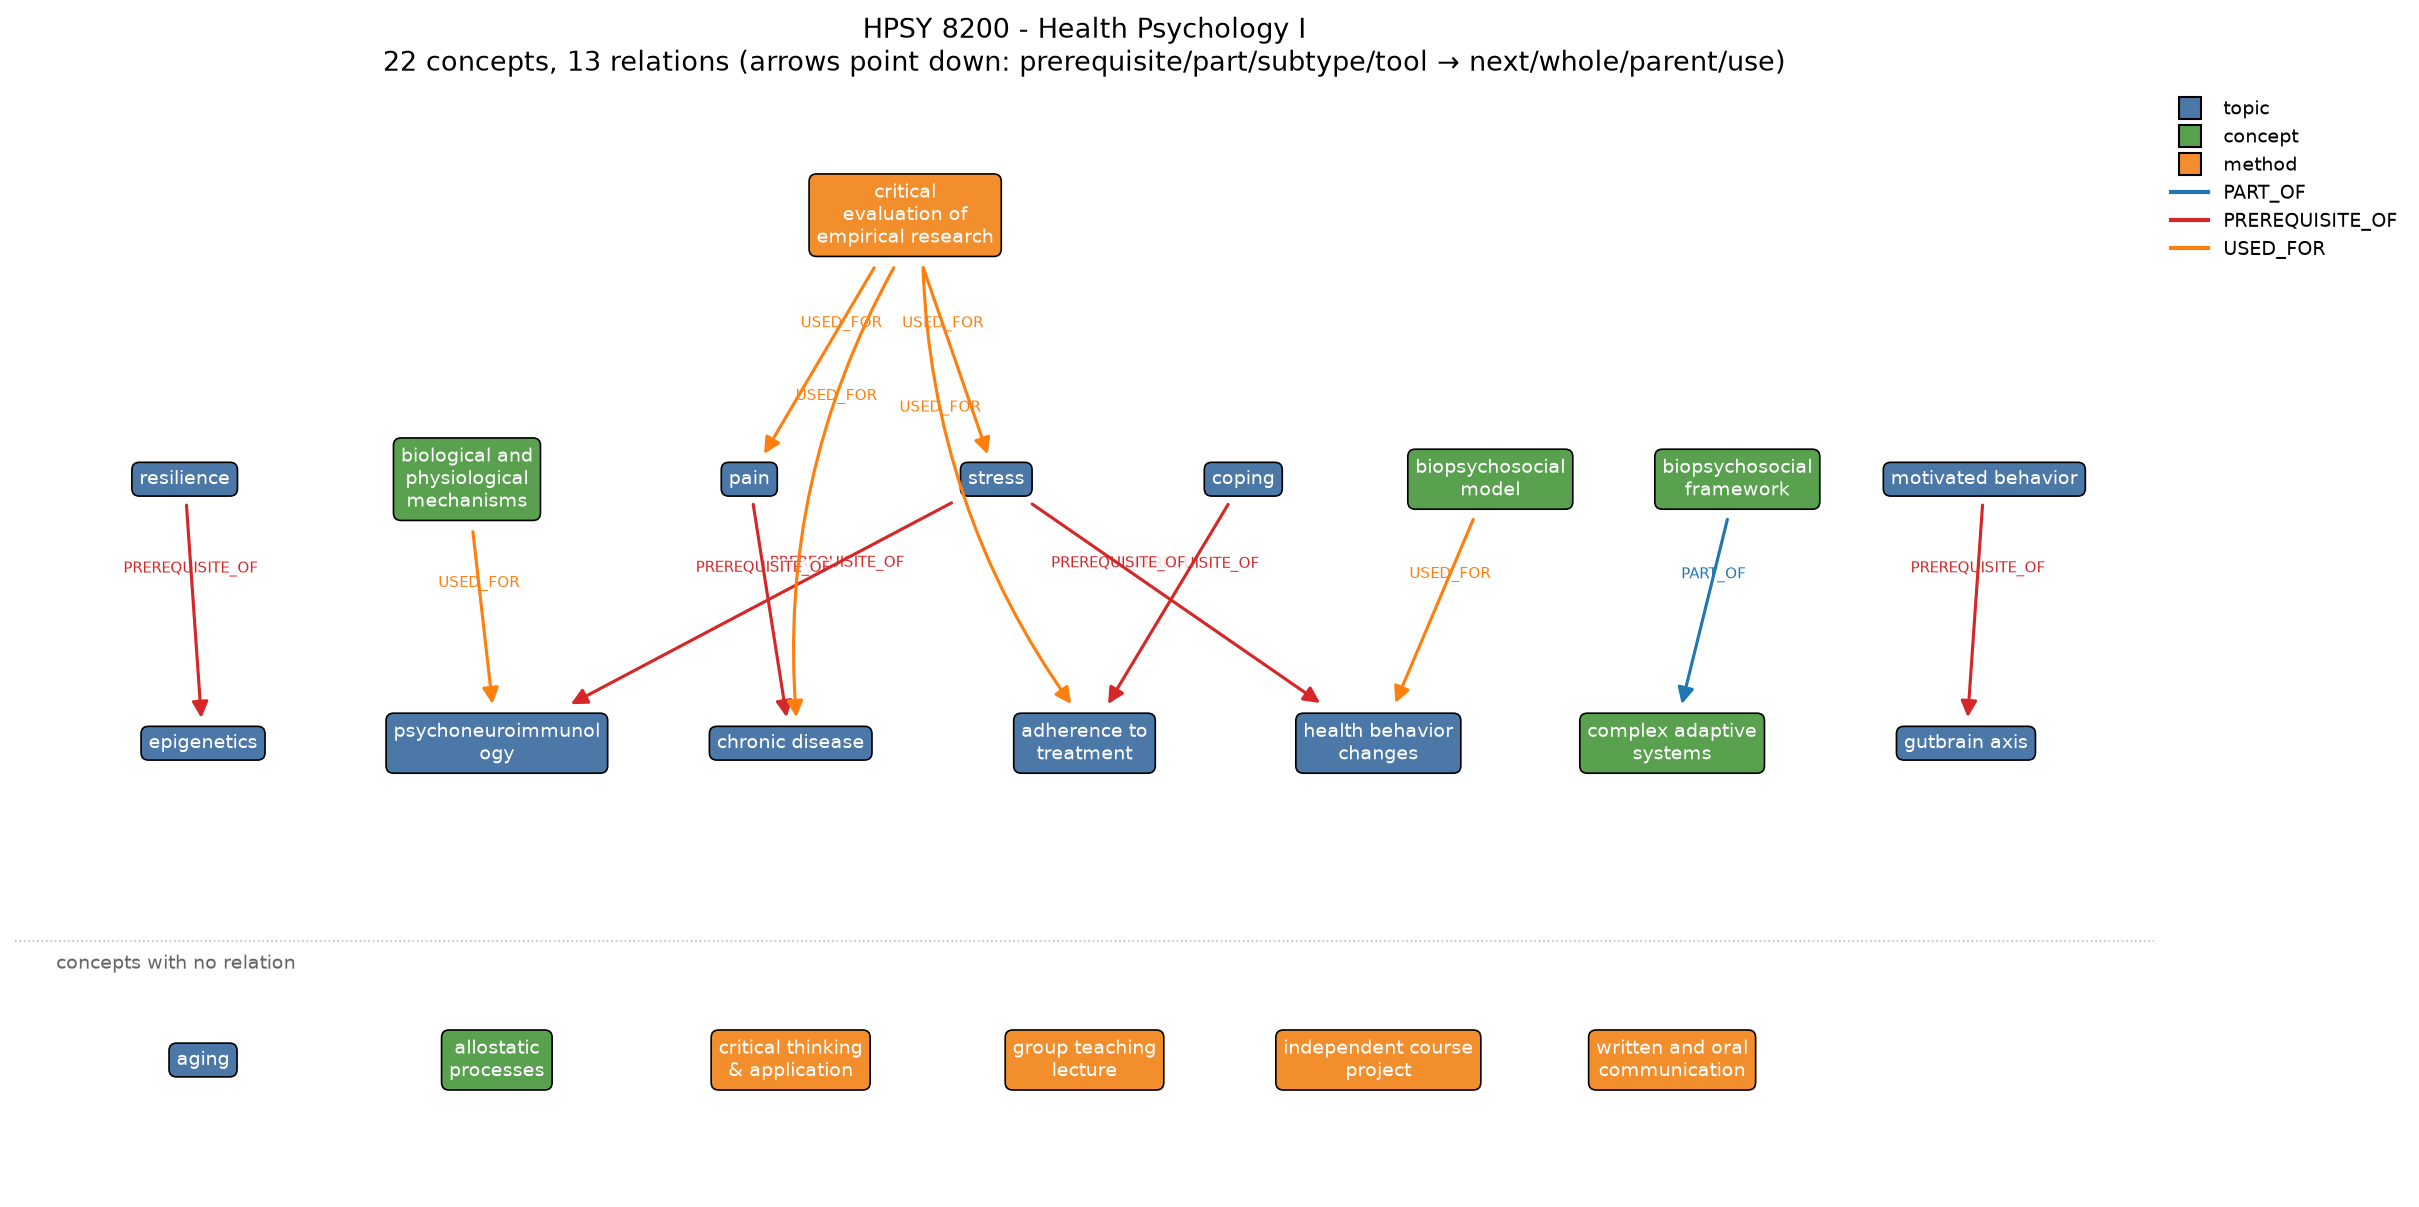 HPSY 8200 - Health Psychology I
22 concepts, 13 relations (arrows point down: prerequisite/part/subtype/tool → next/whole/parent/use)
topic
concept
method
PART_OF
PREREQUISITE_OF
USED_FOR
critical
evaluation of
empirical research
USED_FOR
USED_FOR
USED_FOR
USED_FOR
resilience
biological and
physiological
mechanisms
pain
stress
coping
biopsychosocial
model
biopsychosocial
framework
motivated behavior
PREREQUISITE_OF
USED_FOR
PREREQUISITE_OF
PREREQUISITE_OF
PREREQUISITE_OF
PREREQUISITE_OF
USED_FOR
PART_OF
PREREQUISITE_OF
epigenetics
psychoneuroimmunol
ogy
chronic disease
adherence to
treatment
health behavior
changes
complex adaptive
systems
gutbrain axis
concepts with no relation
aging
allostatic
processes
critical thinking
& application
group teaching
lecture
independent course
project
written and oral
communication